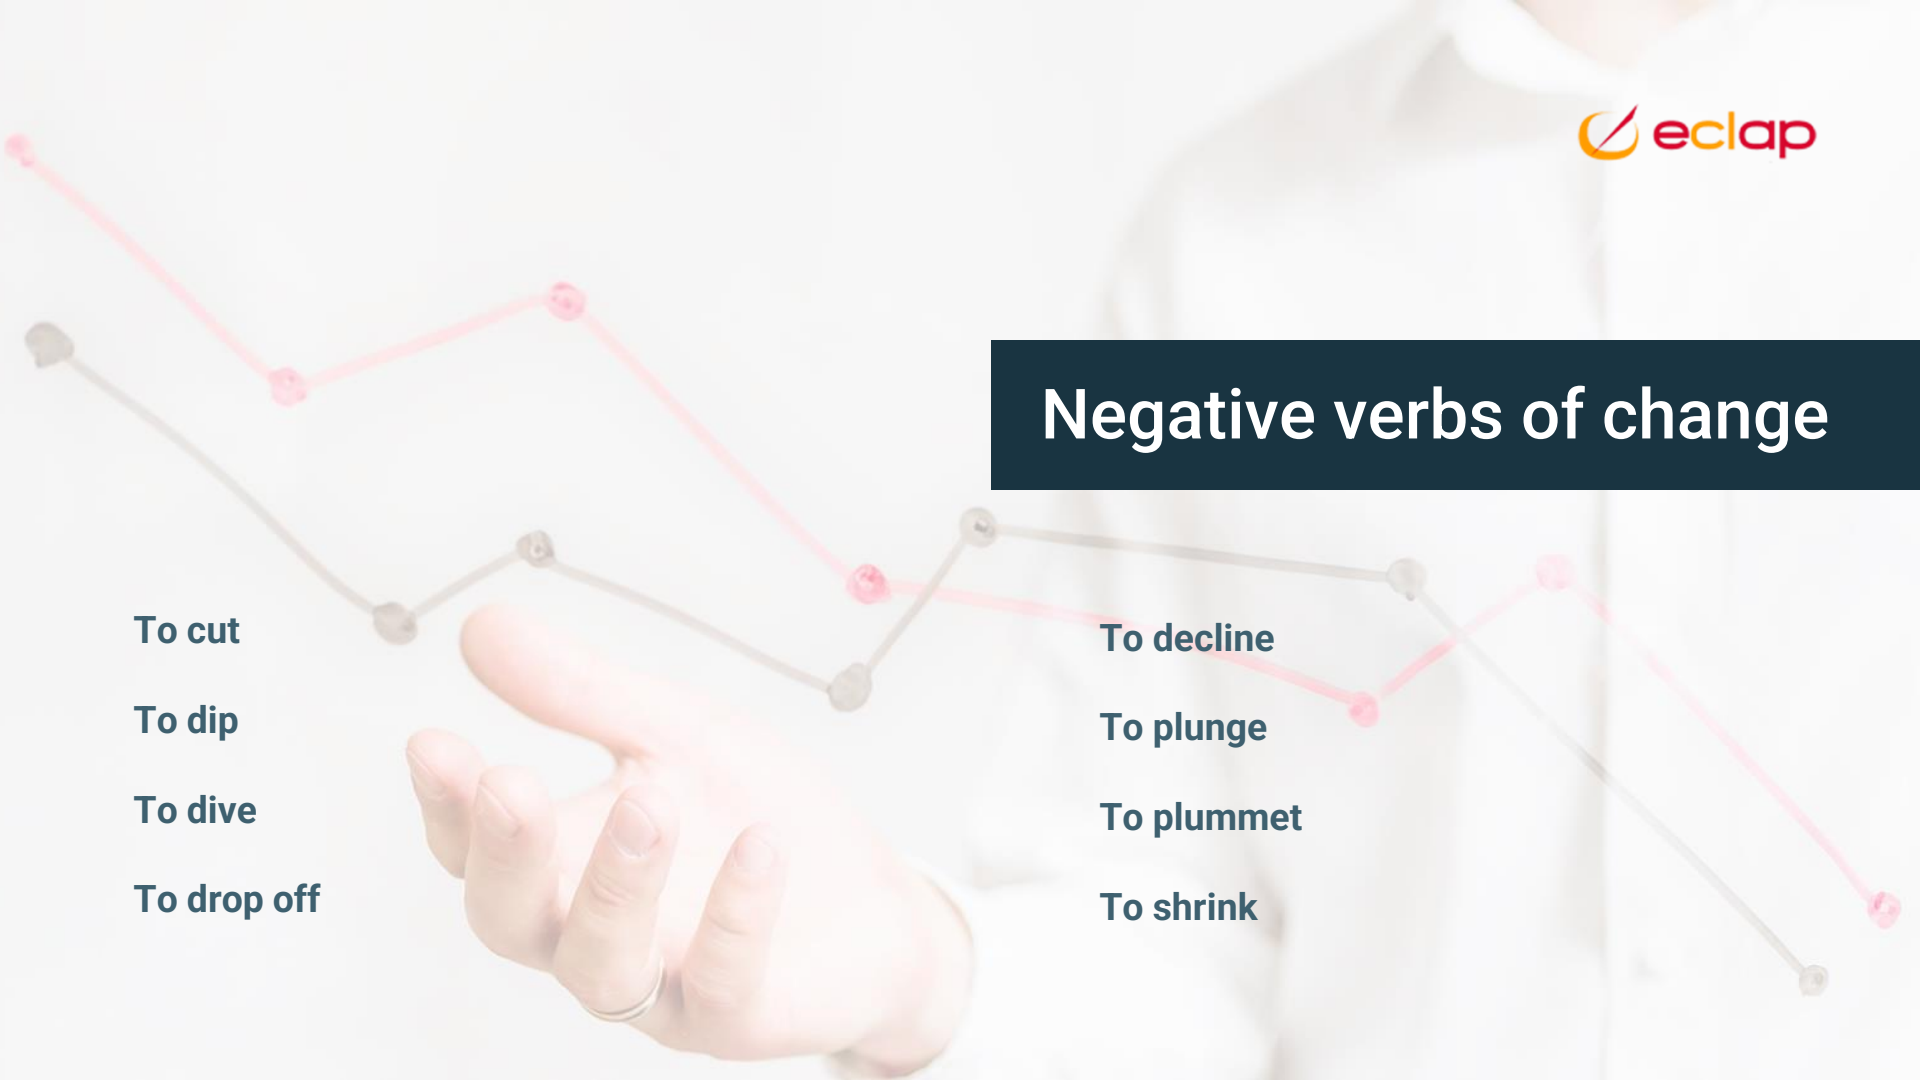 eclap
Negative verbs of change
To cut
To dip
To dive
To drop off
To decline
To plunge
To plummet
To shrink